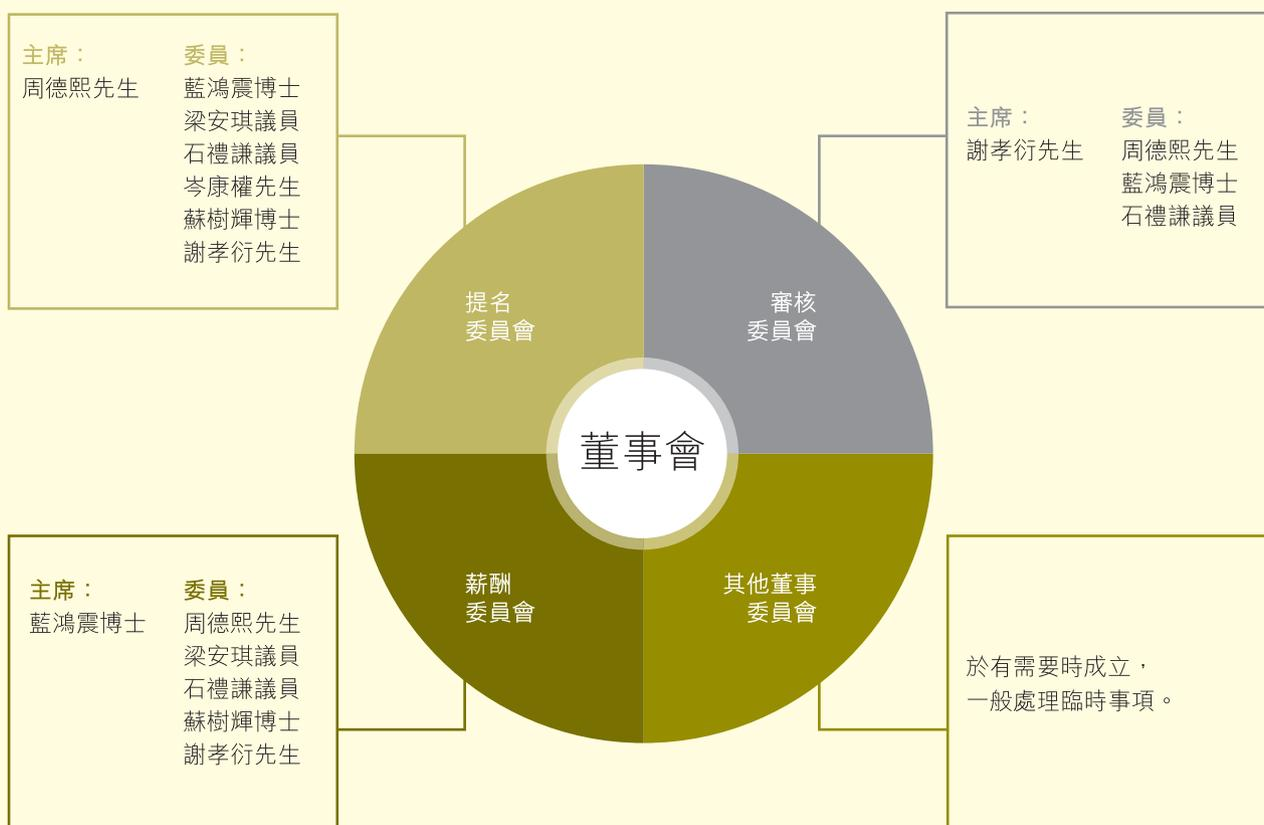 主席：
周德熙先生
委員：
藍鴻震博士
梁安琪議員
石禮謙議員
岑康權先生
蘇樹輝博士
謝孝衍先生
主席：
謝孝衍先生
委員：
周德熙先生
藍鴻震博士
石禮謙議員
提名
委員會
審核
委員會
董事會
薪酬
委員會
其他董事
委員會
主席：
藍鴻震博士
委員：
周德熙先生
梁安琪議員
石禮謙議員
蘇樹輝博士
謝孝衍先生
於有需要時成立，
一般處理臨時事項。